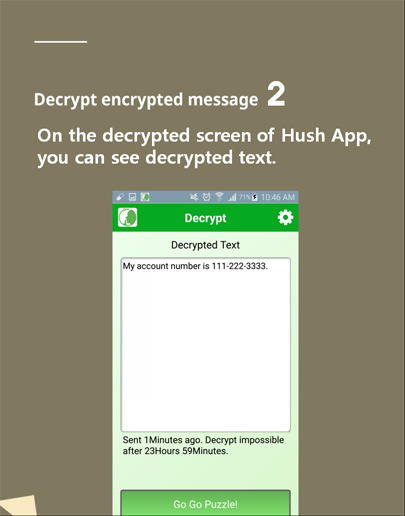 Decrypt encrypted message 2
On the decrypted screen of Hush App,
you can see decrypted text.
71% 10:46 AM
Decrypt
Decrypted Text
My account number is 111-222-3333.
Sent 1Minutes ago. Decrypt impossible
after 23Hours 59Minutes.
Go Go Puzzle!